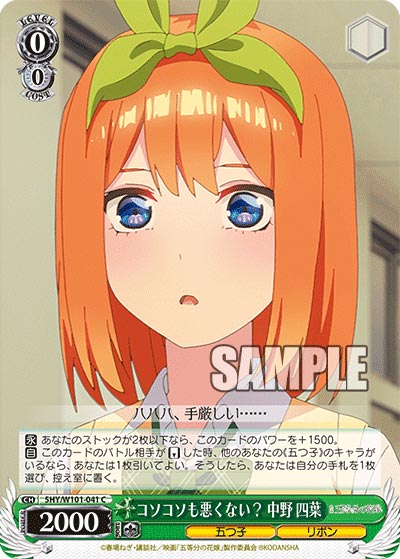 LEVEL
0
0
COST
SAMPLE
ハハハ、手厳しい……
永 あなたのストックが2枚以下なら、このカードのパワーを＋1500。
自 このカードのバトル相手が【】した時、他のあなたの《五つ子》のキャラが
いるなら、あなたは1枚引いてよい。そうしたら、あなたは自分の手札を1枚
選び、控え室に置く。
CH 5HY/W101-041 C
2000
コソコソも悪くない？ 中野 四葉
五つ子
リボン
©春場ねぎ・講談社／映画「五等分の花嫁」製作委員会 ©KODANSHA